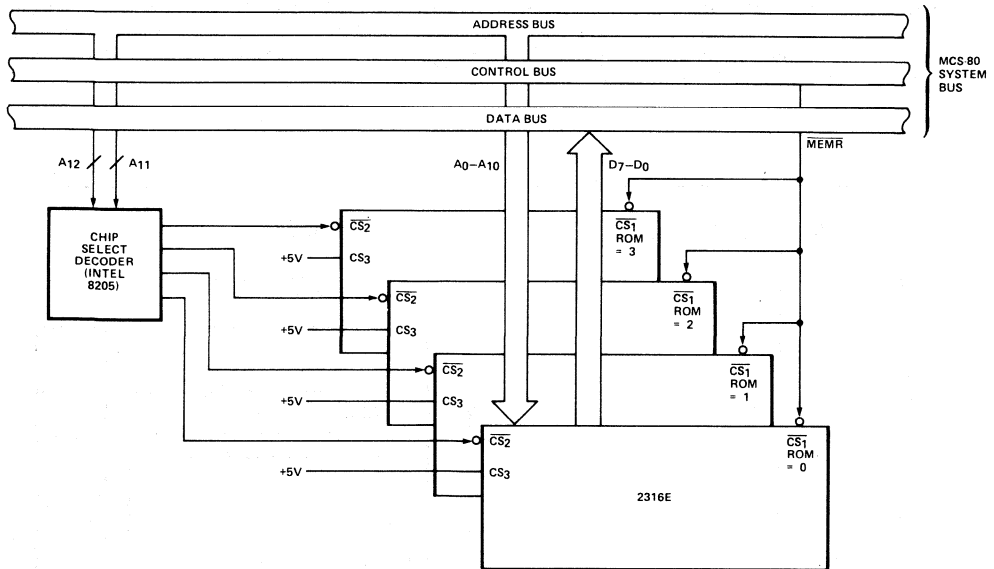 ADDRESS BUS
CONTROL BUS
DATA BUS
MCS-80
SYSTEM
BUS
MEMR
A12
A11
A0–A10
D7–D0
CHIP
SELECT
DECODER
(INTEL
8205)
CS2
CS1
ROM
= 3
+5V
CS3
CS2
CS1
ROM
= 2
+5V
CS3
CS2
CS1
ROM
= 1
+5V
CS3
CS2
CS1
ROM
= 0
+5V
CS3
2316E